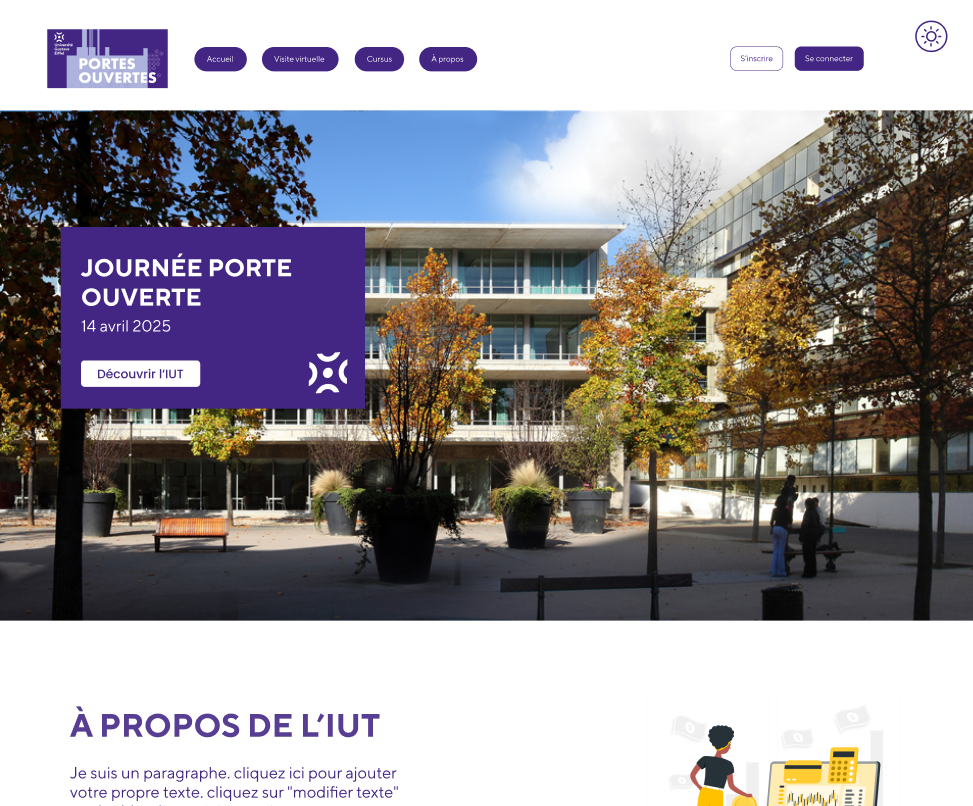 Université
Gustave
Eiffel
PORTES
OUVERTES
Accueil
Visite virtuelle
Cursus
À propos
S'inscrire
Se connecter
JOURNÉE PORTE
OUVERTE
14 avril 2025
Découvrir l'IUT
À PROPOS DE L'IUT
Je suis un paragraphe. cliquez ici pour ajouter
votre propre texte. cliquez sur "modifier texte"